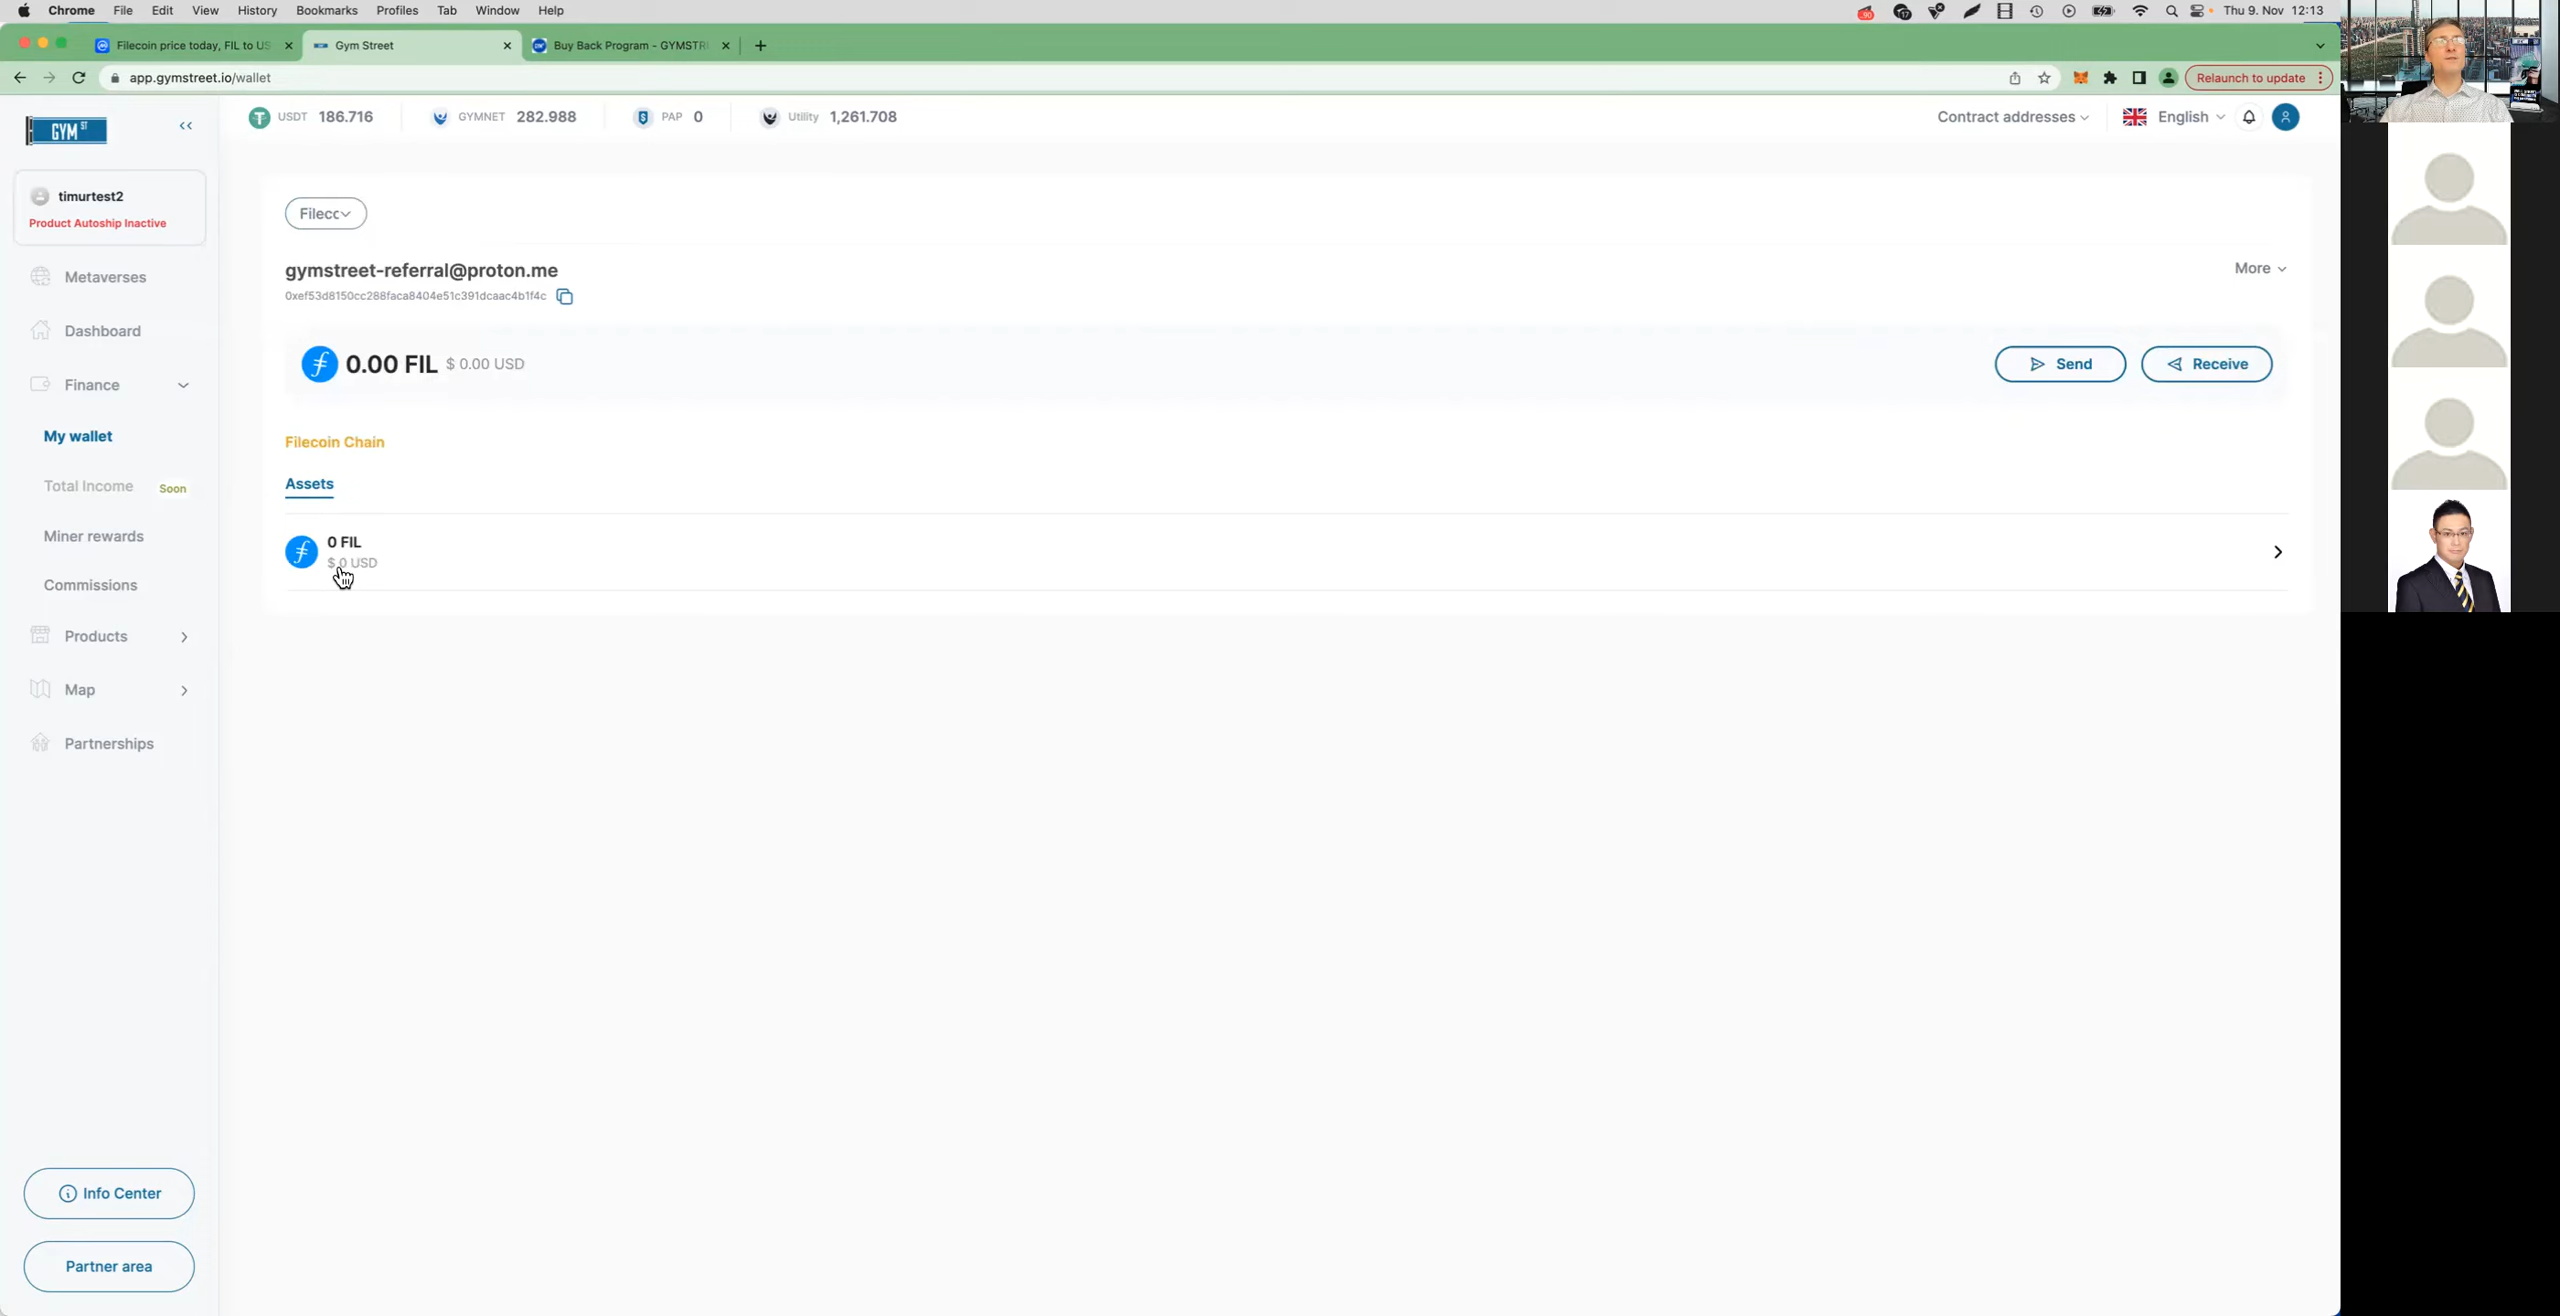 Chrome File Edit View History Bookmarks Profiles Tab Window Help
Thu 9. Nov 12:13
Filecoin price today, FIL to US
Gym Street
Buy Back Program - GYMSTR
app.gymstreet.io/wallet
Relaunch to update
GYM ST
USDT 186.716
GYMNET 282.988
PAP 0
Utility 1,261.708
Contract addresses
English
timurtest2
Product Autoship Inactive
Metaverses
Dashboard
Finance
My wallet
Total Income Soon
Miner rewards
Commissions
Products
Map
Partnerships
Info Center
Partner area
Filecc
gymstreet-referral@proton.me
More
0xef53d8150cc288faca8404e51c391dcaac4b1f4c
0.00 FIL $ 0.00 USD
Send
Receive
Filecoin Chain
Assets
0 FIL
$ 0 USD